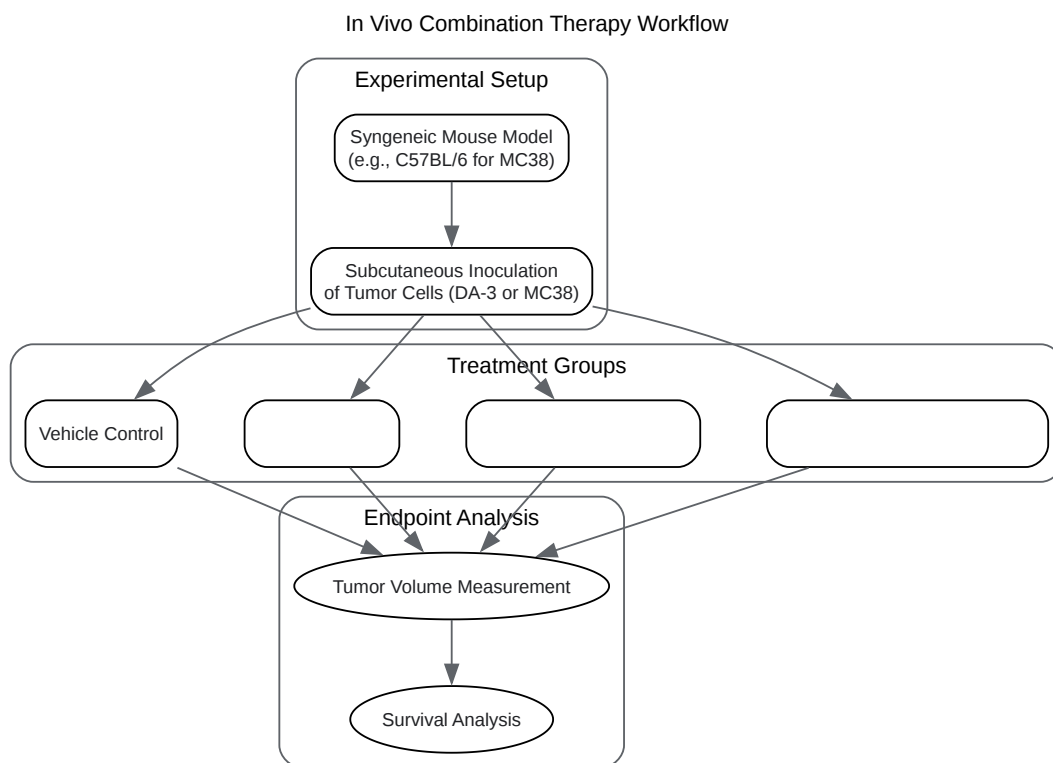 In Vivo Combination Therapy Workflow
Experimental Setup
Syngeneic Mouse Model
(e.g., C57BL/6 for MC38)
Subcutaneous Inoculation
of Tumor Cells (DA-3 or MC38)
Treatment Groups
Vehicle Control
Endpoint Analysis
Tumor Volume Measurement
Survival Analysis